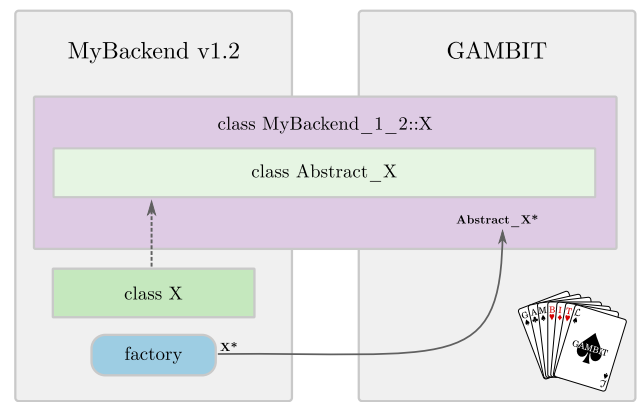 MyBackend v1.2
GAMBIT
class MyBackend_1_2::X
class Abstract_X
Abstract_X*
class X
factory
X*
G A M B I T ℒ
GAMBIT
ℒ